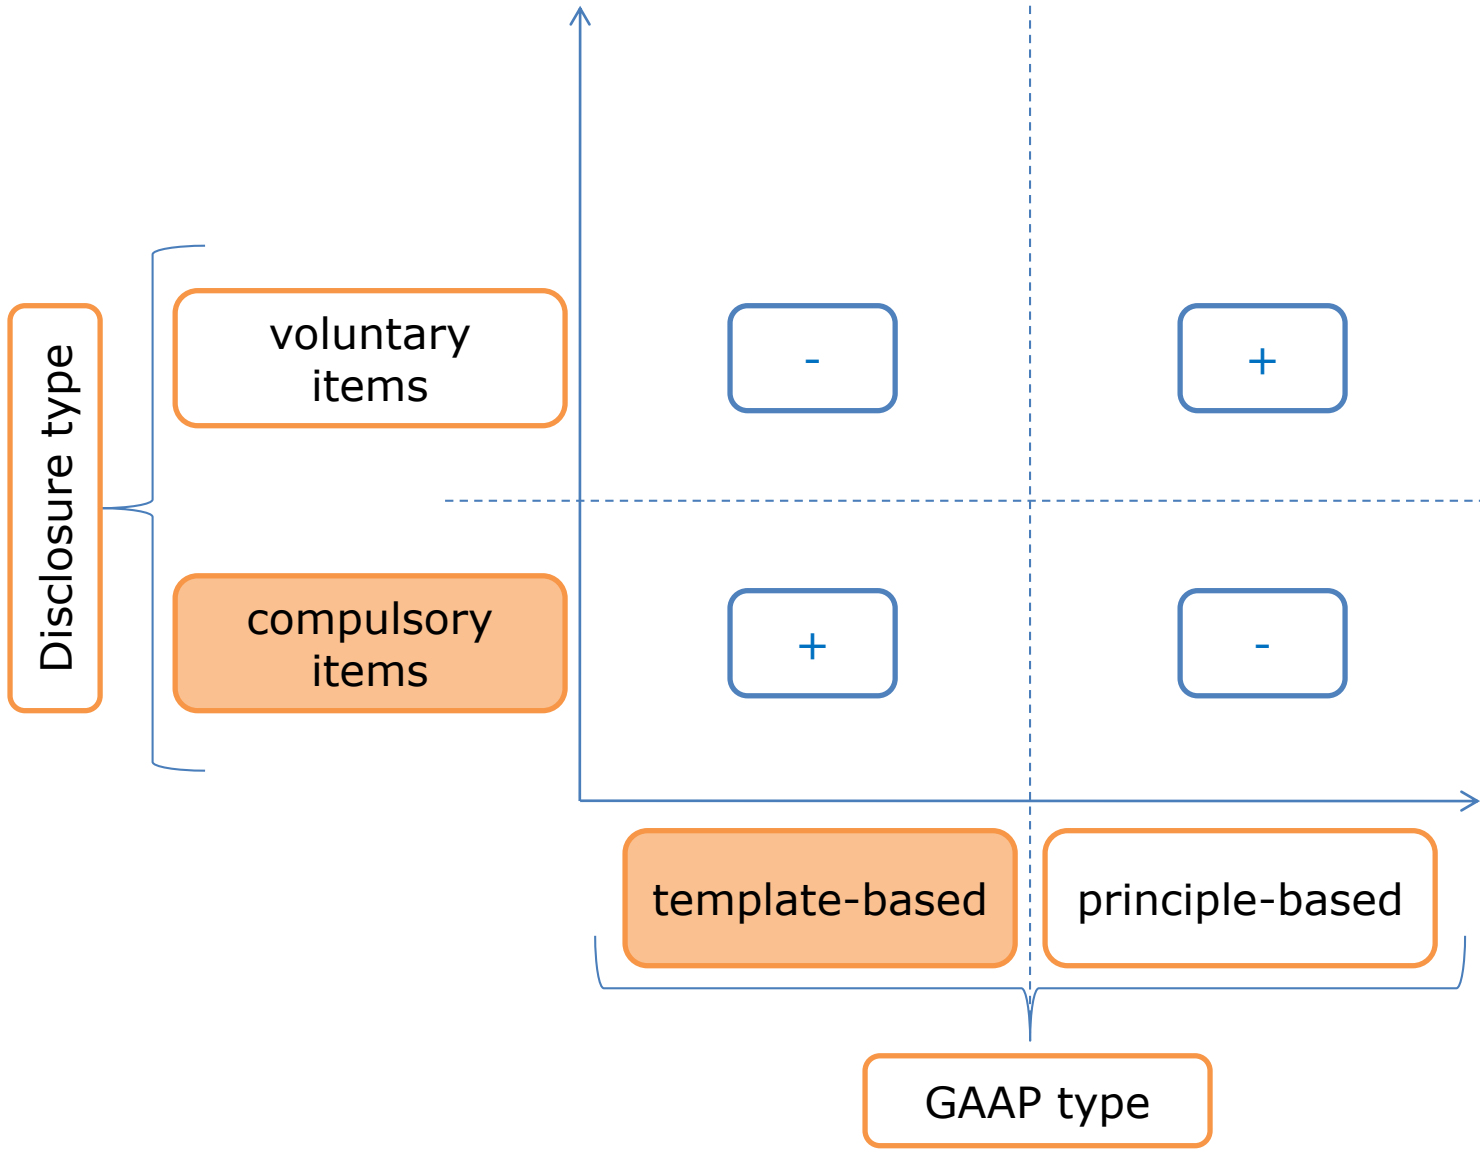 Disclosure type
voluntary
items
-
+
compulsory
items
+
-
template-based
principle-based
GAAP type